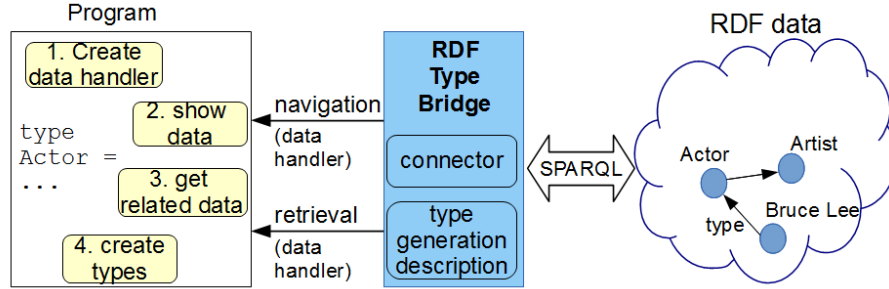 Program
1. Create
data handler
2. show
data
type
Actor =
...
3. get
related data
4. create
types
navigation
(data
handler)
retrieval
(data
handler)
RDF
Type
Bridge
connector
type
generation
description
SPARQL
RDF data
Actor
Artist
type
Bruce Lee